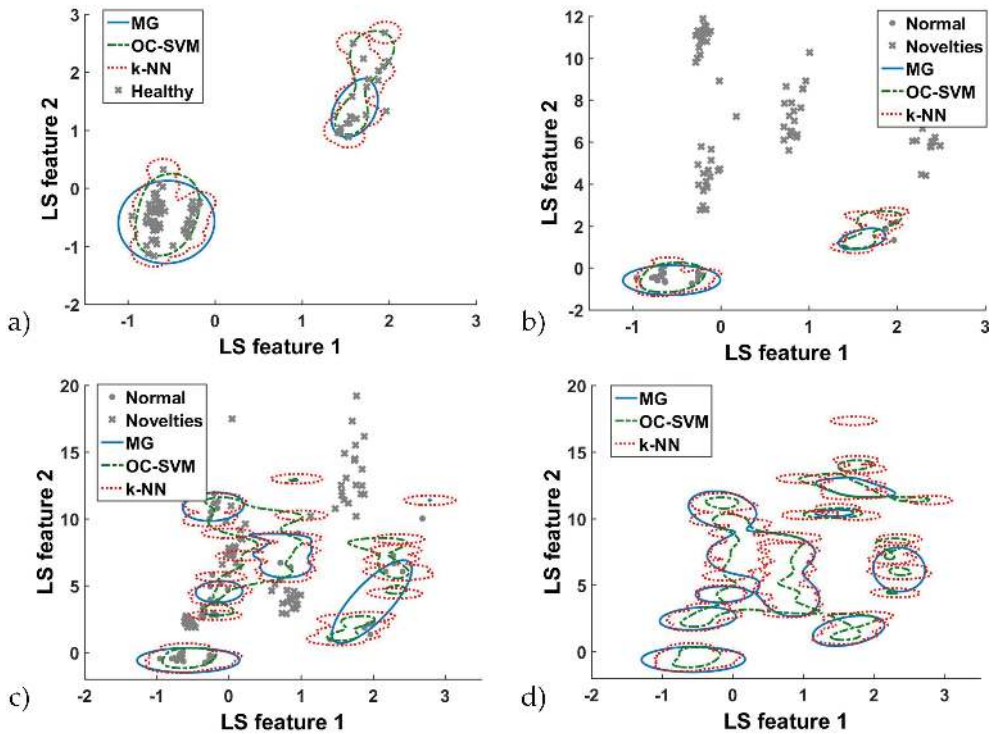 MG
OC-SVM
k-NN
Healthy
3
2
1
0
-1
-2
LS feature 2
-1
0
1
2
3
LS feature 1
a)
Normal
Novelties
MG
OC-SVM
k-NN
12
10
8
6
4
2
0
-2
LS feature 2
-1
0
1
2
3
LS feature 1
b)
Normal
Novelties
MG
OC-SVM
k-NN
20
15
10
5
0
LS feature 2
-2
-1
0
1
2
3
LS feature 1
c)
MG
OC-SVM
k-NN
20
15
10
5
0
-2
LS feature 2
-2
-1
0
1
2
3
LS feature 1
d)